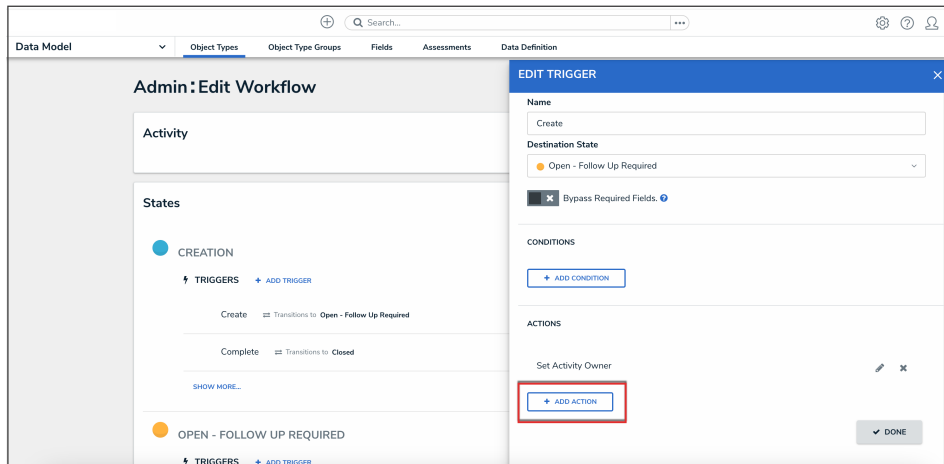 Search...
Data Model
Object Types
Object Type Groups
Fields
Assessments
Data Definition
Admin:Edit Workflow
Activity
States
CREATION
TRIGGERS + ADD TRIGGER
Create Transitions to Open - Follow Up Required
Complete Transitions to Closed
SHOW MORE...
OPEN - FOLLOW UP REQUIRED
TRIGGERS + ADD TRIGGER
EDIT TRIGGER
Name
Create
Destination State
Open - Follow Up Required
Bypass Required Fields.
CONDITIONS
+ ADD CONDITION
ACTIONS
Set Activity Owner
+ ADD ACTION
DONE